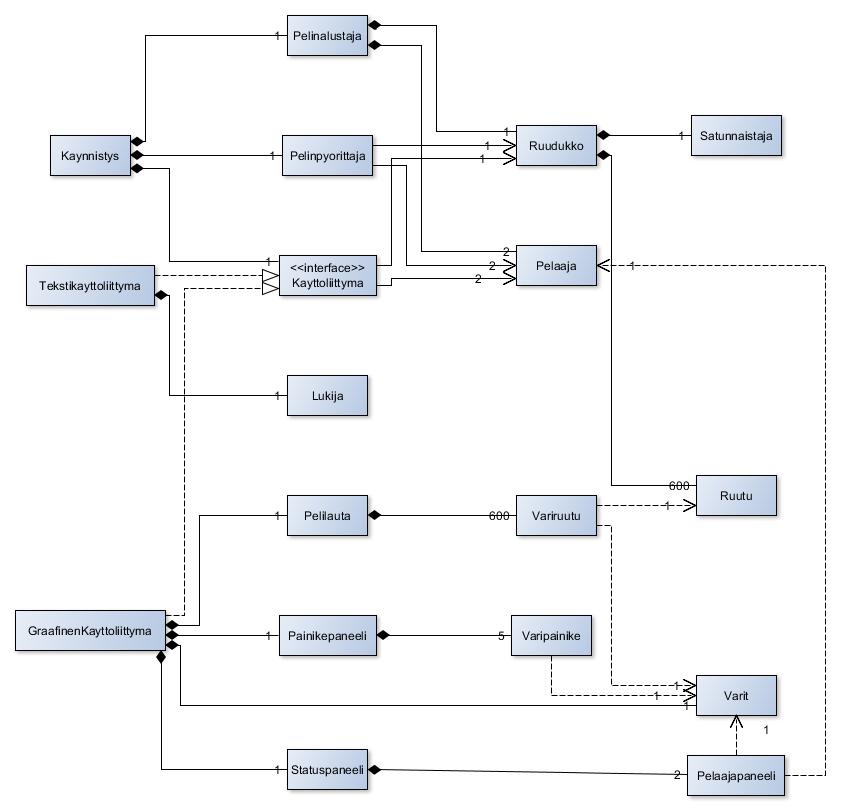 1
Pelinalustaja
Kaynnistys
1
Pelinpyorittaja
1
1
1
Ruudukko
1
Satunnaistaja
Tekstikayttoliittyma
1
<<interface>>
Kayttoliittyma
2
2
2
Pelaaja
1
1
Lukija
600
Ruutu
1
Pelilauta
600
Variruutu
1
GraafinenKayttoliittyma
1
Painikepaneeli
5
Varipainike
1
1
1
Varit
1
1
Statuspaneeli
2
Pelaajapaneeli